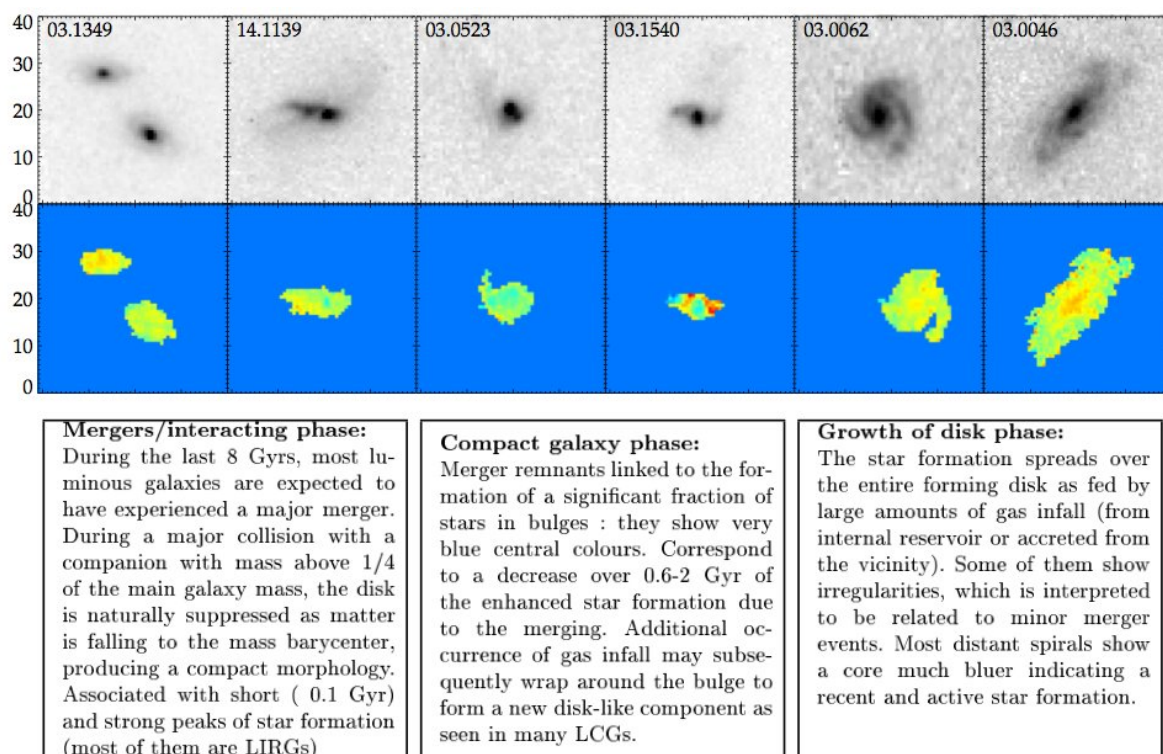 03.1349 14.1139 03.0523 03.1540 03.0062 03.0046
40
30
20
10
0
40
30
20
10
0
Mergers/interacting phase:
During the last 8 Gyrs, most lu-
minous galaxies are expected to
have experienced a major merger.
During a major collision with a
companion with mass above 1/4
of the main galaxy mass, the disk
is naturally suppressed as matter
is falling to the mass barycenter,
producing a compact morphology.
Associated with short ( 0.1 Gyr)
and strong peaks of star formation
(most of them are LIRGs)
Compact galaxy phase:
Merger remnants linked to the for-
mation of a significant fraction of
stars in bulges : they show very
blue central colours. Correspond
to a decrease over 0.6-2 Gyr of
the enhanced star formation due
to the merging. Additional oc-
currence of gas infall may subse-
quently wrap around the bulge to
form a new disk-like component as
seen in many LCGs.
Growth of disk phase:
The star formation spreads over
the entire forming disk as fed by
large amounts of gas infall (from
internal reservoir or accreted from
the vicinity). Some of them show
irregularities, which is interpreted
to be related to minor merger
events. Most distant spirals show
a core much bluer indicating a
recent and active star formation.